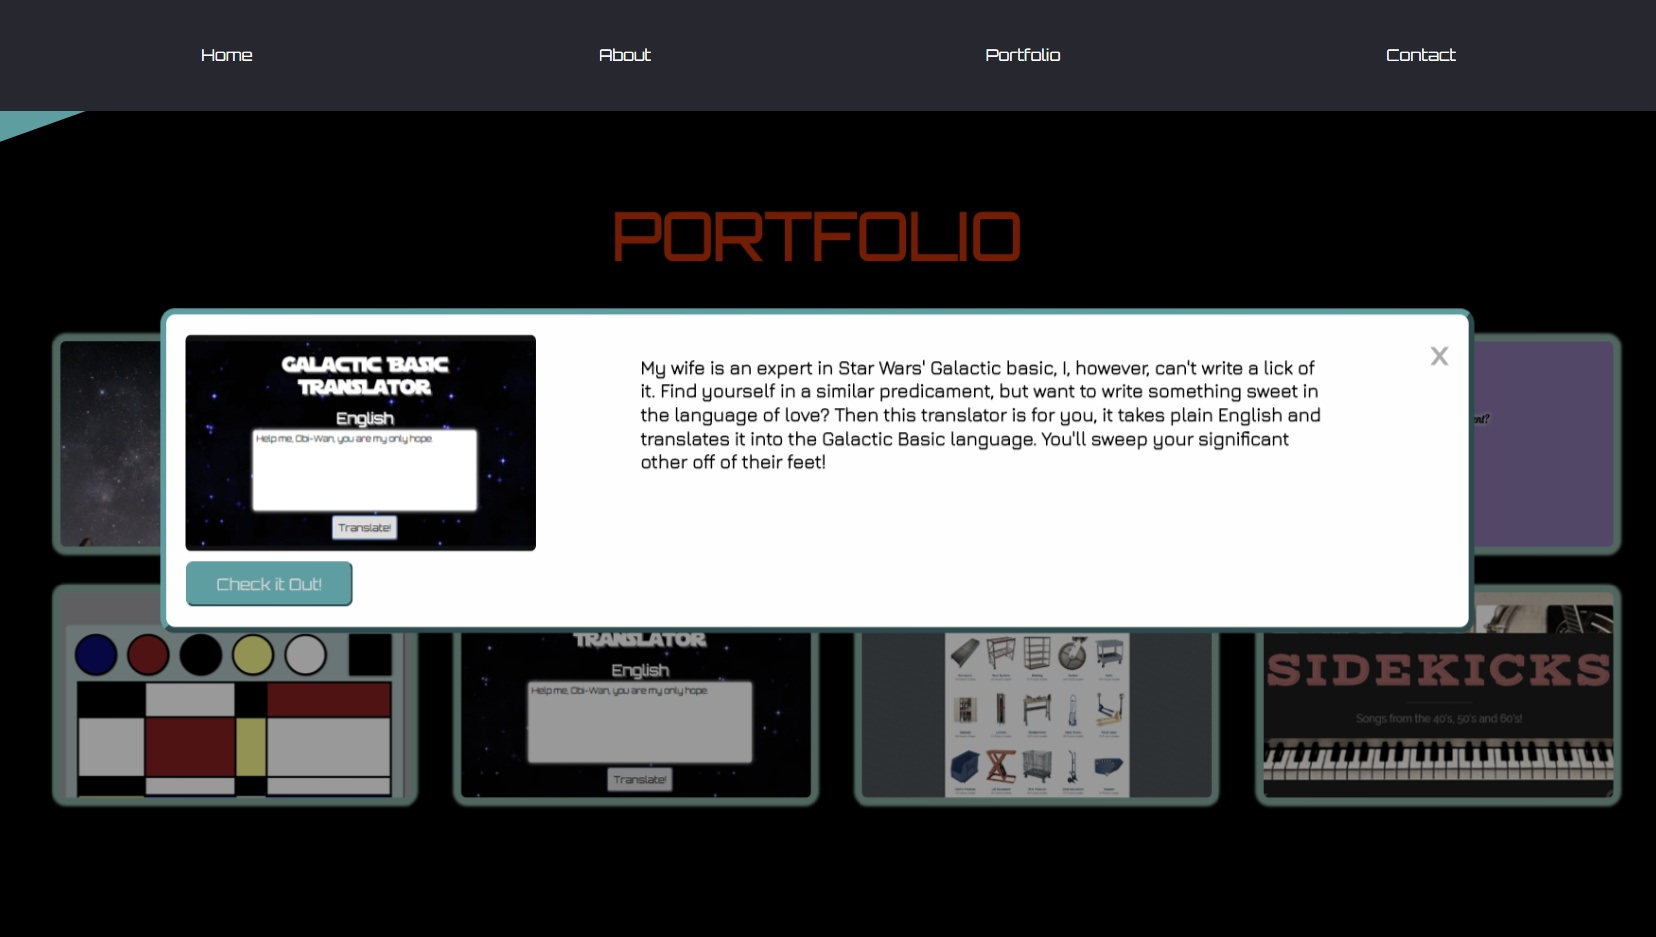 Home About Portfolio Contact
PORTFOLIO
GALACTIC BASIC
TRANSLATOR
English
Help me, Obi-Wan, you are my only hope.
Translate!
Check it Out!
My wife is an expert in Star Wars' Galactic basic, I, however, can't write a lick of
it. Find yourself in a similar predicament, but want to write something sweet in
the language of love? Then this translator is for you, it takes plain English and
translates it into the Galactic Basic language. You'll sweep your significant
other off of their feet!
X
TRANSLATOR
English
Help me, Obi-Wan, you are my only hope.
Translate!
SIDEKICKS
Songs from the 40's, 50's and 60's!